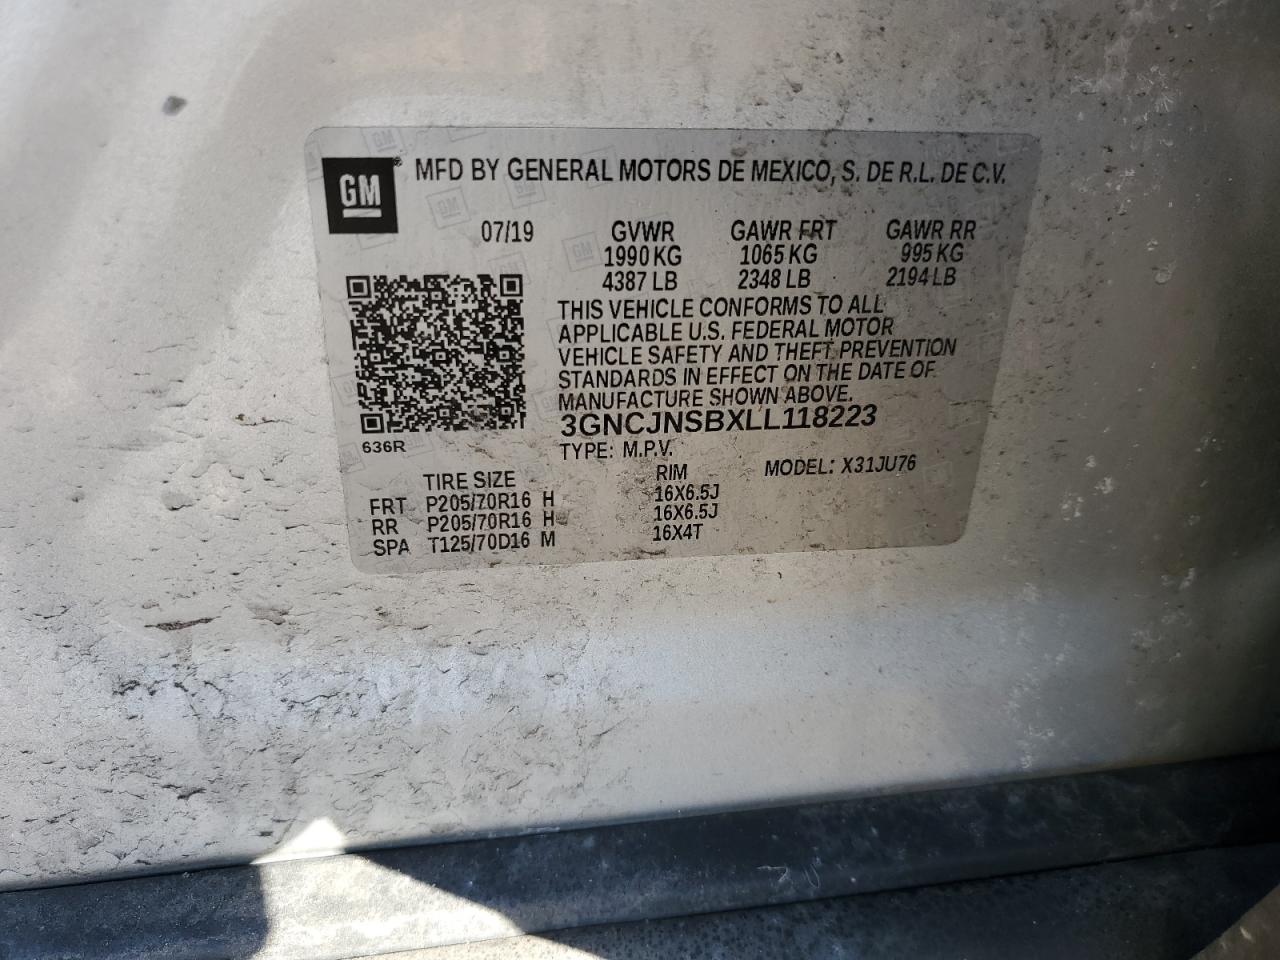 GM
MFD BY GENERAL MOTORS DE MEXICO, S. DE R.L. DE C.V.
07/19 GVWR GAWR FRT GAWR RR
1990 KG 1065 KG 995 KG
4387 LB 2348 LB 2194 LB
THIS VEHICLE CONFORMS TO ALL
APPLICABLE U.S. FEDERAL MOTOR
VEHICLE SAFETY AND THEFT PREVENTION
STANDARDS IN EFFECT ON THE DATE OF
MANUFACTURE SHOWN ABOVE.
3GNCJNSBXLL118223
636R
TYPE: M.P.V.
MODEL: X31JU76
TIRE SIZE RIM
FRT P205/70R16 H 16X6.5J
RR P205/70R16 H 16X6.5J
SPA T125/70D16 M 16X4T